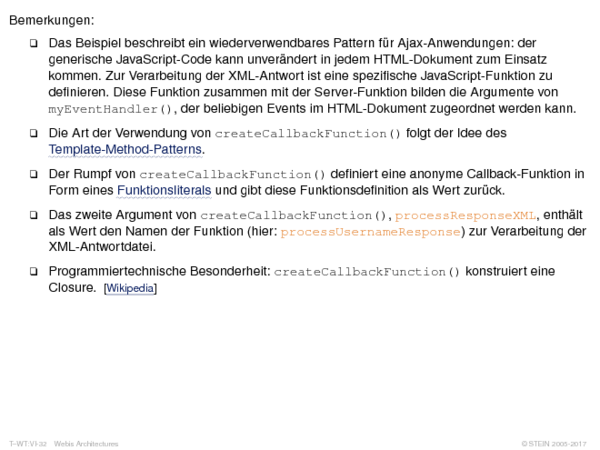 Bemerkungen:
❑ Das Beispiel beschreibt ein wiederverwendbares Pattern für Ajax-Anwendungen: der
generische JavaScript-Code kann unverändert in jedem HTML-Dokument zum Einsatz
kommen. Zur Verarbeitung der XML-Antwort ist eine spezifische JavaScript-Funktion zu
definieren. Diese Funktion zusammen mit der Server-Funktion bilden die Argumente von
myEventHandler(), der beliebigen Events im HTML-Dokument zugeordnet werden kann.
❑ Die Art der Verwendung von createCallbackFunction() folgt der Idee des
Template-Method-Patterns.
❑ Der Rumpf von createCallbackFunction() definiert eine anonyme Callback-Funktion in
Form eines Funktionsliterals und gibt diese Funktionsdefinition als Wert zurück.
❑ Das zweite Argument von createCallbackFunction(), processResponseXML, enthält
als Wert den Namen der Funktion (hier: processUsernameResponse) zur Verarbeitung der
XML-Antwortdatei.
❑ Programmiertechnische Besonderheit: createCallbackFunction() konstruiert eine
Closure. [Wikipedia]
T–WT:VI-32 Webis Architectures © STEIN 2005-2017